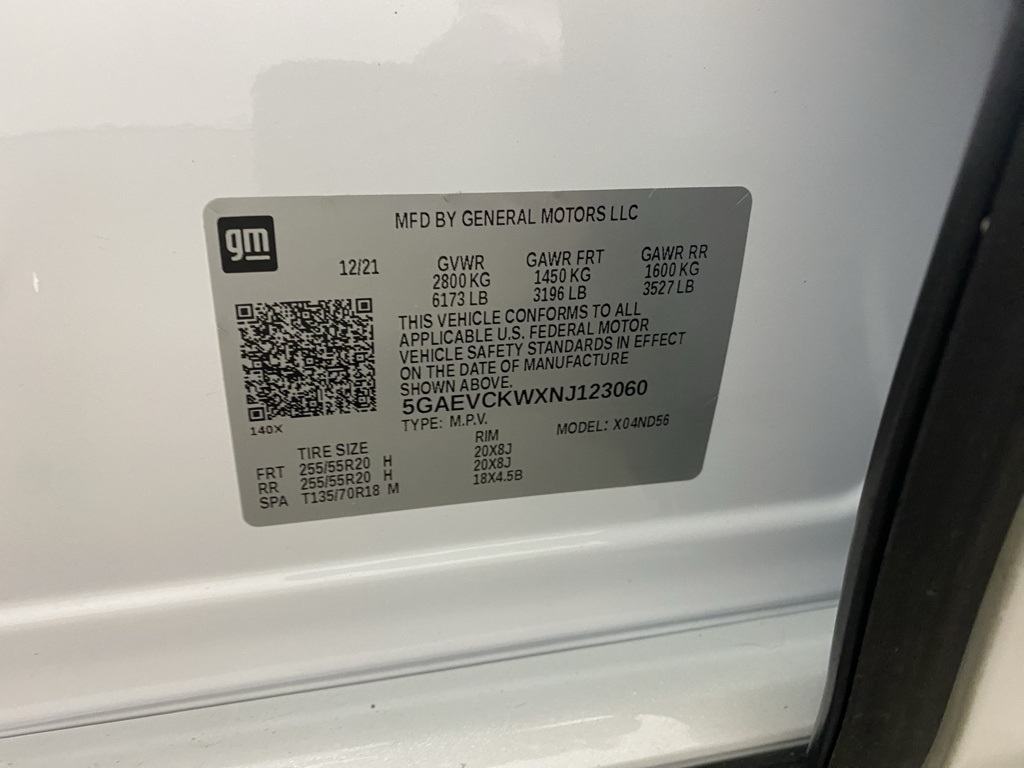 gm
MFD BY GENERAL MOTORS LLC
12/21
GVWR GAWR FRT GAWR RR
2800 KG 1450 KG 1600 KG
6173 LB 3196 LB 3527 LB
THIS VEHICLE CONFORMS TO ALL
APPLICABLE U.S. FEDERAL MOTOR
VEHICLE SAFETY STANDARDS IN EFFECT
ON THE DATE OF MANUFACTURE
SHOWN ABOVE.
5GAEVCKWXNJ123060
TYPE: M.P.V. MODEL: X04ND56
140X
TIRE SIZE RIM
FRT 255/55R20 H 20X8J
RR 255/55R20 H 20X8J
SPA T135/70R18 M 18X4.5B